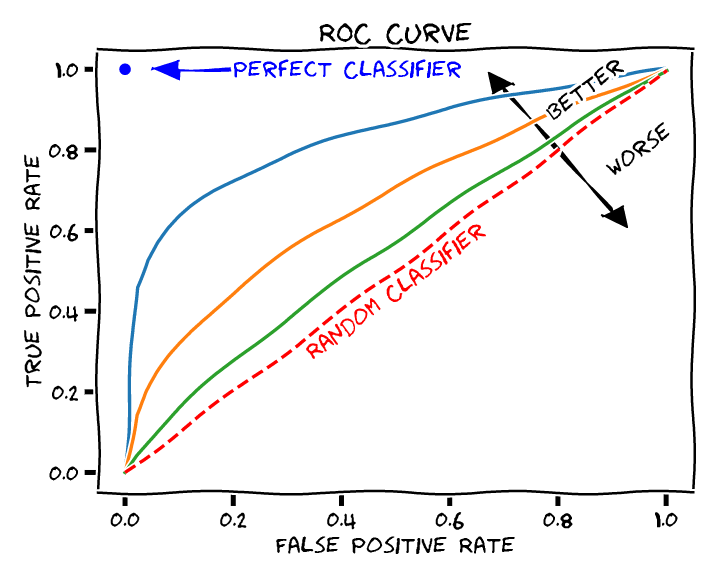 ROC CURVE
1.0
0.8
0.6
0.4
0.2
0.0
TRUE POSITIVE RATE
PERFECT CLASSIFIER
BETTER
WORSE
RANDOM CLASSIFIER
0.0 0.2 0.4 0.6 0.8 1.0
FALSE POSITIVE RATE